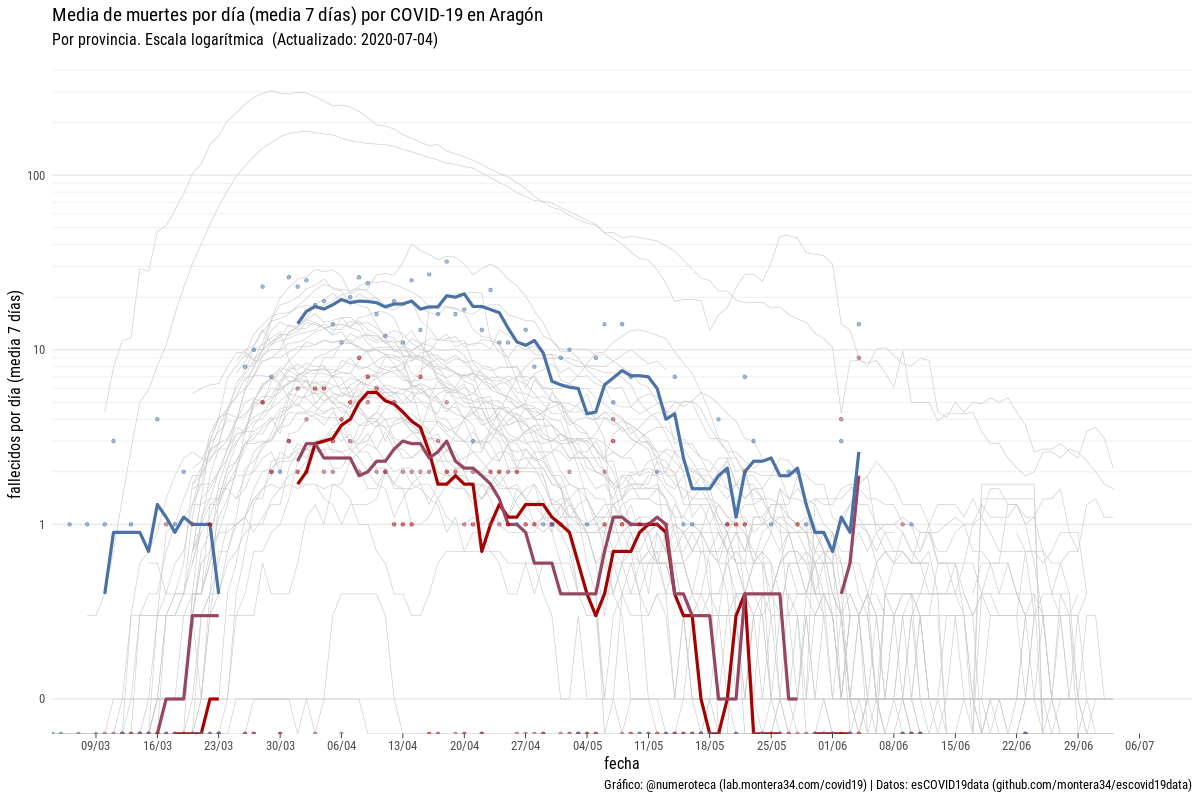 Media de muertes por día (media 7 días) por COVID-19 en Aragón
Por provincia. Escala logarítmica (Actualizado: 2020-07-04)
fallecidos por día (media 7 días)
100
10
1
0
09/03 16/03 23/03 30/03 06/04 13/04 20/04 27/04 04/05 11/05 18/05 25/05 01/06 08/06 15/06 22/06 29/06 06/07
fecha
Gráfico: @numeroteca (lab.montera34.com/covid19) | Datos: esCOVID19data (github.com/montera34/escovid19data)